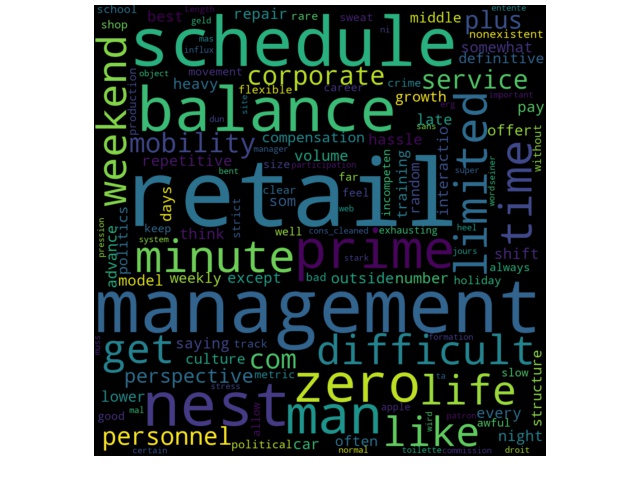 school
length
entente
best
repair
rare
sweat
middle
plus
shop
geld
mas
ni
nonexistent
schedule
influx
somewhat
weekend
object
movement
career
definitive
heavy
corporate
service
production
flexible
crime
growth
balance
site
dun
erg
important
pay
late
sans
offer
without
mobility
compensation
hassle
limited
time
repetitive
size
volume
manager
participation
bent
far
incompeten
training
random
interactio
super
wordseiner
retail
days
clear
som
feel
strict
web
politics
keep
think
well
cons_cleaned
exhausting
heel
pression
advance
system
minute
prime
stark
jours
shift
always
model
weekly
except
bad
outside
number
holiday
management
mass
saying
track
formation
get
com
difficult
culture
metric
stress
ta
slow
perspective
zero
life
structure
lower
nest
man
allow
apple
every
good
mal
like
wird
patron
awful
personnel
political
car
often
night
certain
normal
toilette
commission
droit